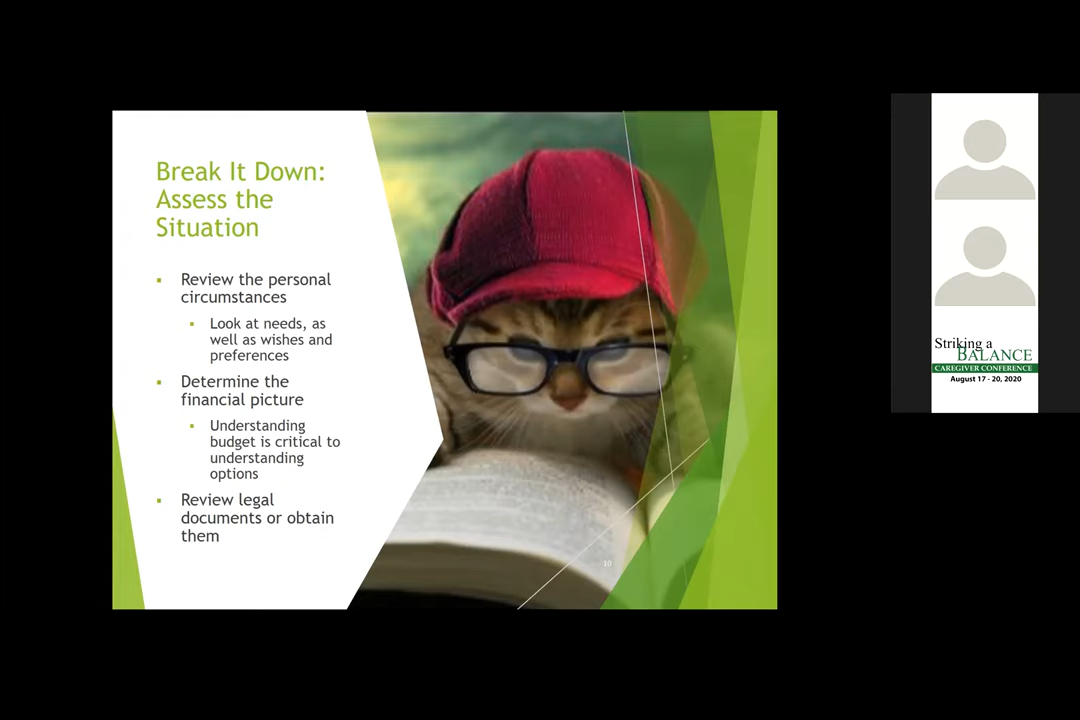 Break It Down:
Assess the
Situation
Review the personal
circumstances
Look at needs, as
well as wishes and
preferences
Determine the
financial picture
Understanding
budget is critical to
understanding
options
Review legal
documents or obtain
them
10
Striking a
BALANCE
CAREGIVER CONFERENCE
August 17 - 20, 2020